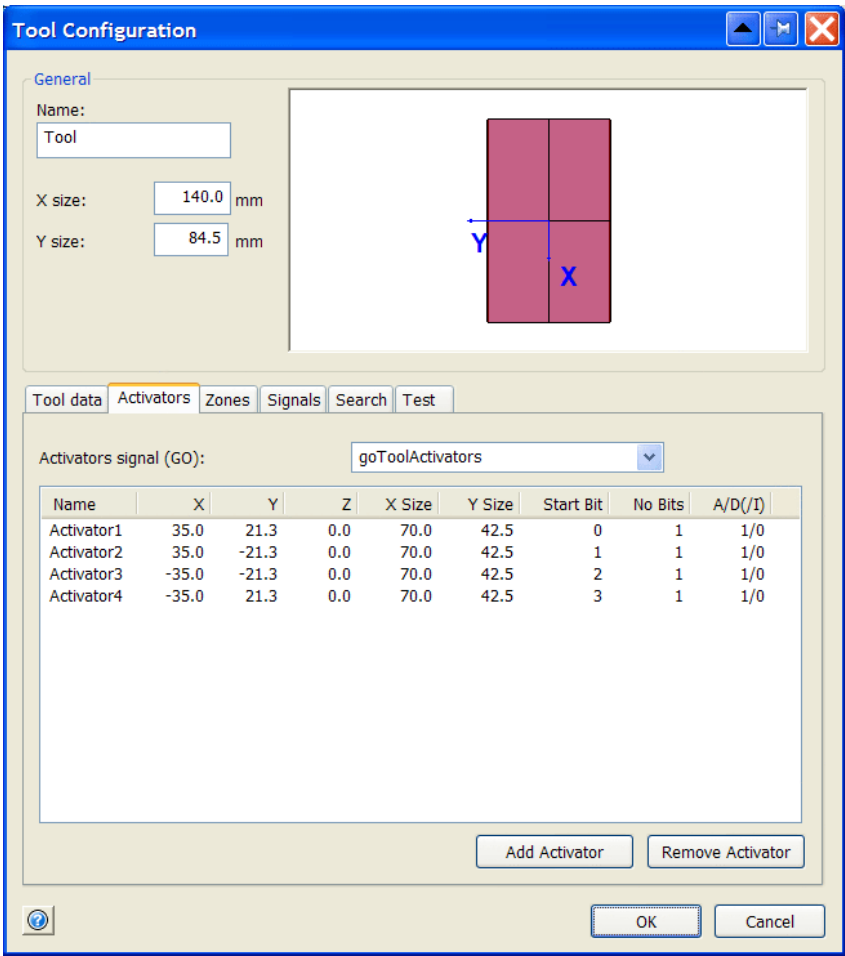 Tool Configuration
General
Name:
Tool
X size: 140.0 mm
Y size: 84.5 mm
Y
X
Tool data Activators Zones Signals Search Test
Activators signal (GO): goToolActivators
Name X Y Z X Size Y Size Start Bit No Bits A/D(/I)
Activator1 35.0 21.3 0.0 70.0 42.5 0 1 1/0
Activator2 35.0 -21.3 0.0 70.0 42.5 1 1 1/0
Activator3 -35.0 -21.3 0.0 70.0 42.5 2 1 1/0
Activator4 -35.0 21.3 0.0 70.0 42.5 3 1 1/0
Add Activator Remove Activator
? OK Cancel